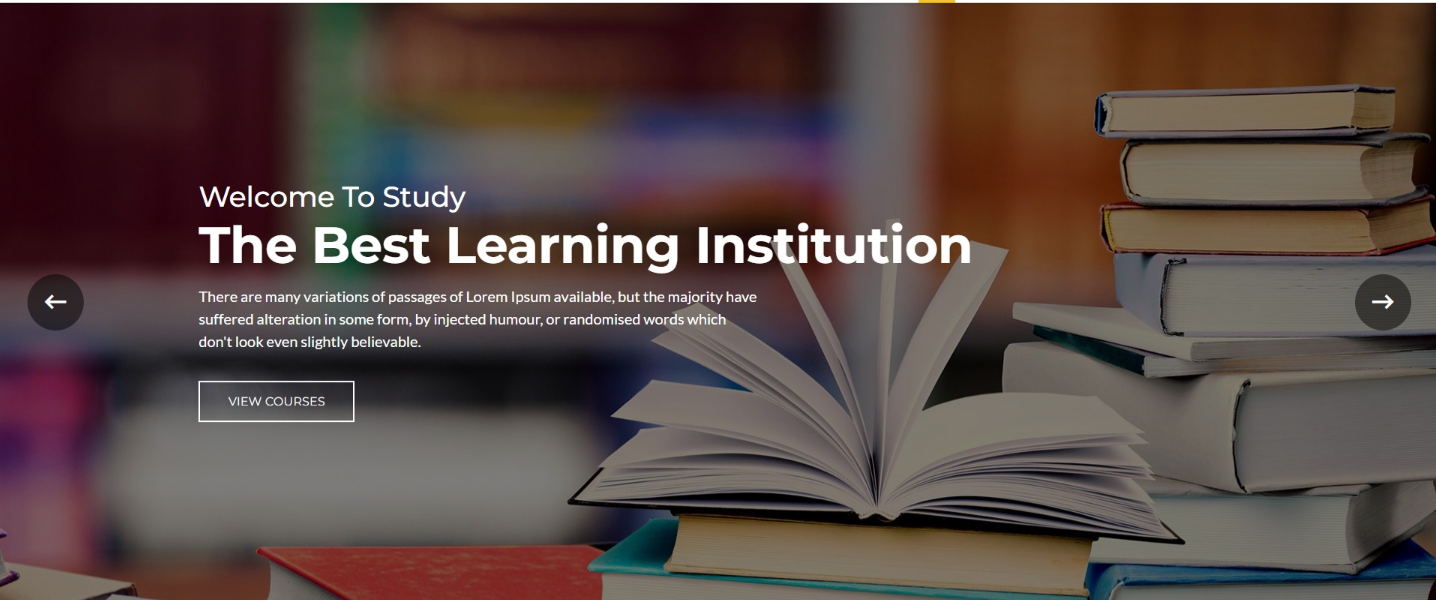 Welcome To Study
The Best Learning Institution
There are many variations of passages of Lorem Ipsum available, but the majority have
suffered alteration in some form, by injected humour, or randomised words which
don't look even slightly believable.
VIEW COURSES